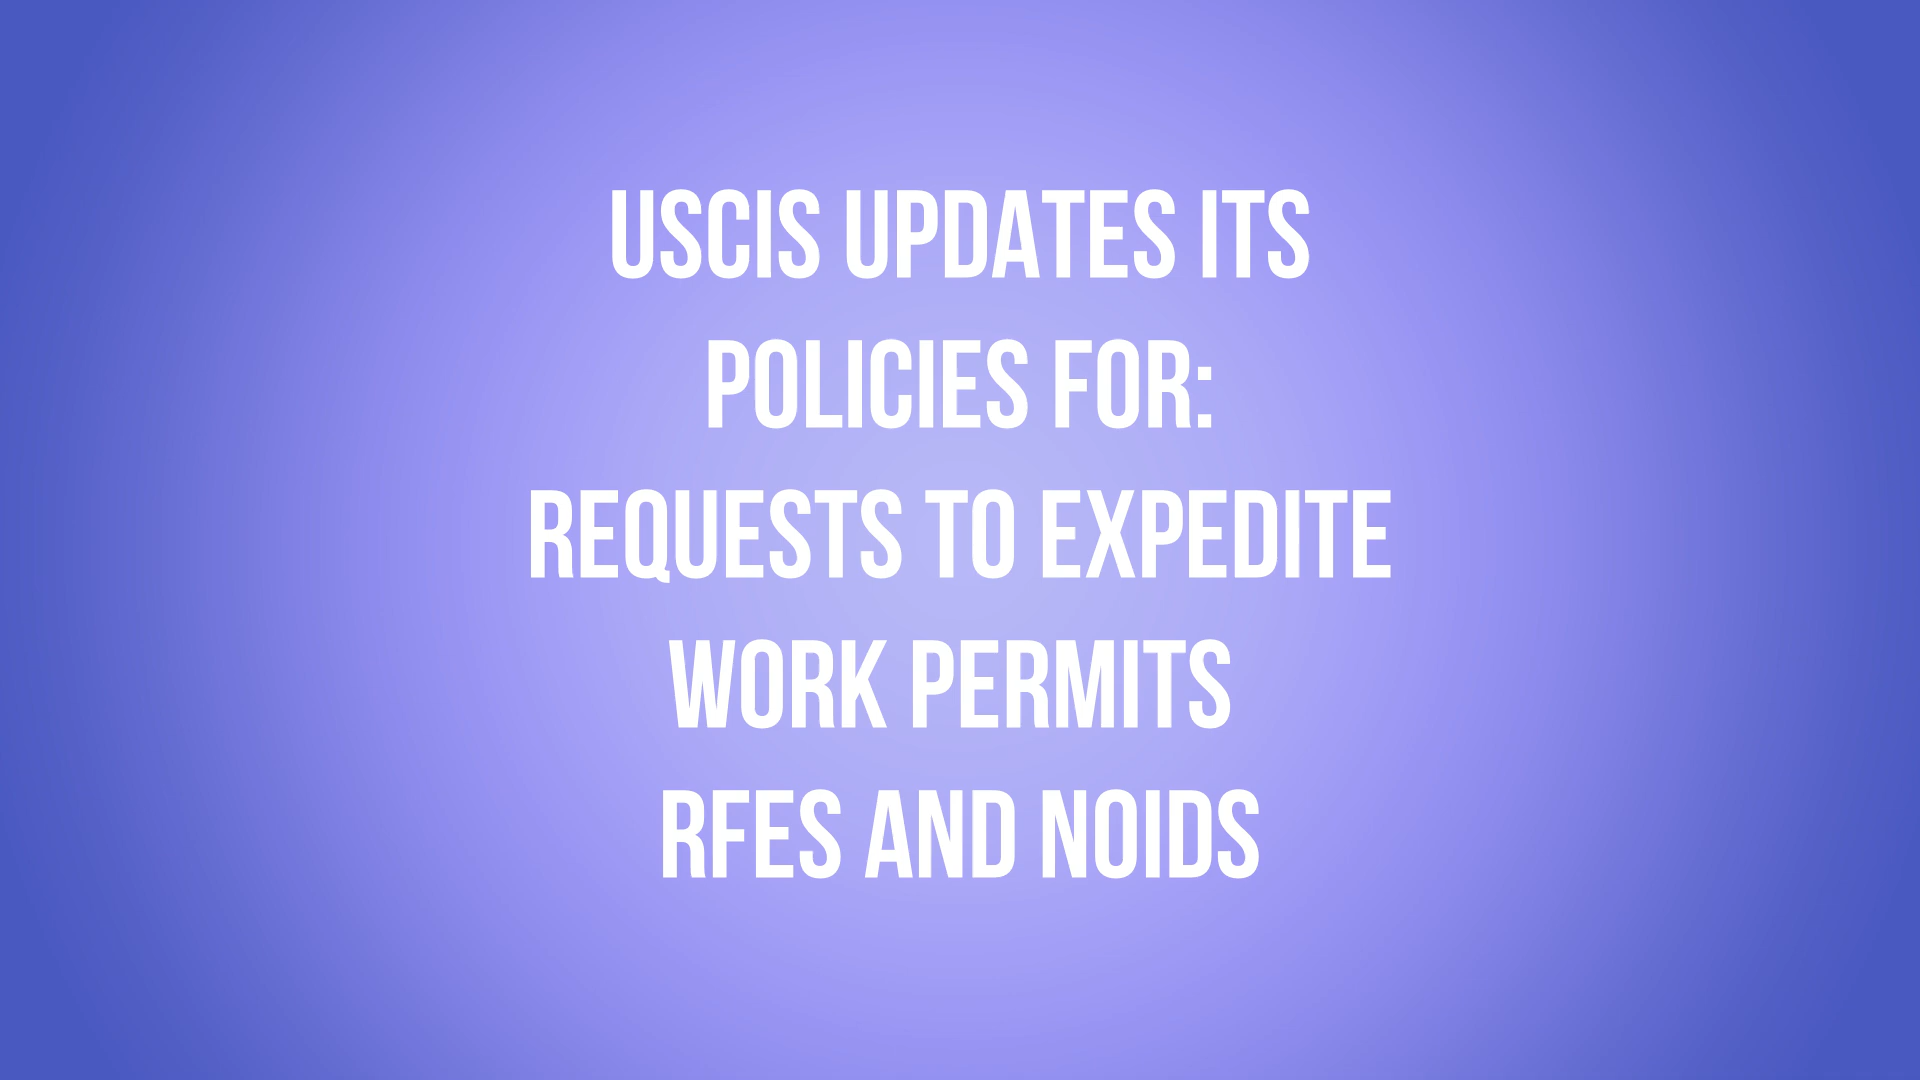 USCIS UPDATES ITS
POLICIES FOR:
REQUESTS TO EXPEDITE
WORK PERMITS
RFES AND NOIDS